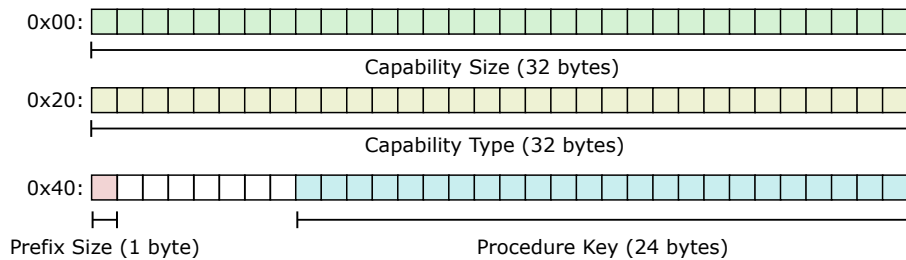 0x00:
Capability Size (32 bytes)
0x20:
Capability Type (32 bytes)
0x40:
Prefix Size (1 byte)
Procedure Key (24 bytes)